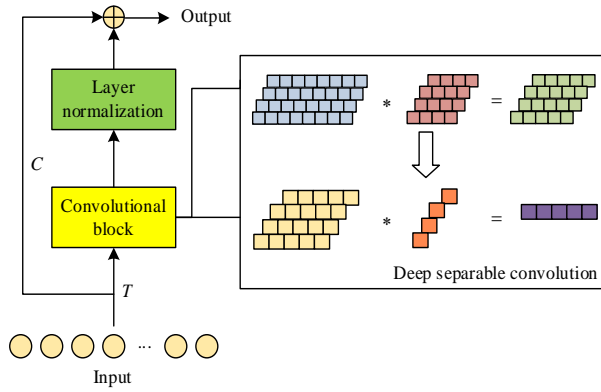 Output
Layer
normalization
*
=
C
Convolutional
block
*
=
Deep separable convolution
T
...
Input